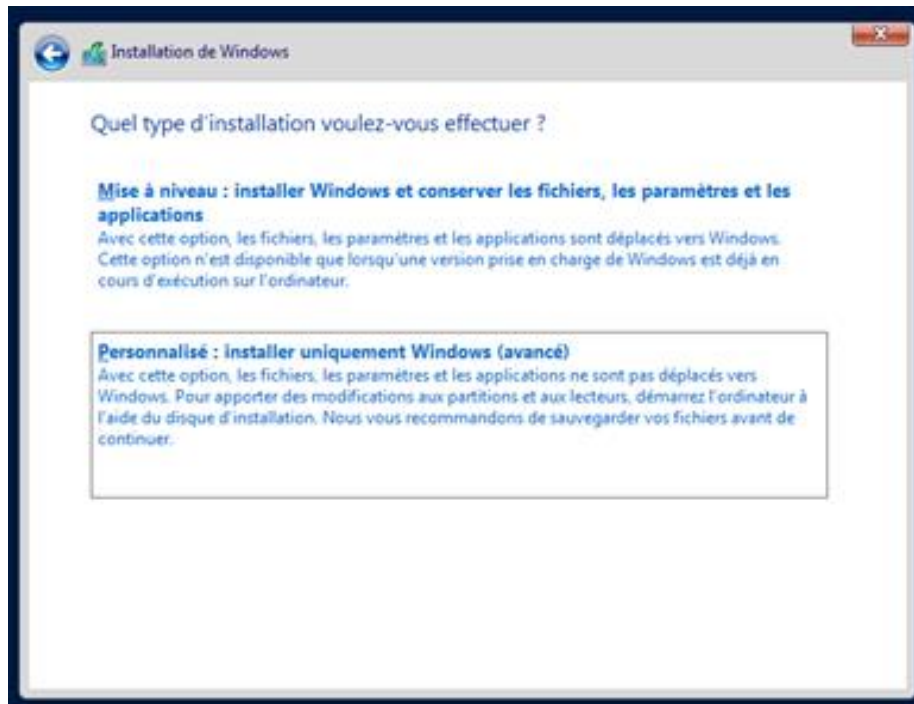 Installation de Windows
Quel type d'installation voulez-vous effectuer ?
Mise à niveau : installer Windows et conserver les fichiers, les paramètres et les
applications
Avec cette option, les fichiers, les paramètres et les applications sont déplacés vers Windows.
Cette option n'est disponible que lorsqu'une version prise en charge de Windows est déjà en
cours d'exécution sur l'ordinateur.
Personnalisé : installer uniquement Windows (avancé)
Avec cette option, les fichiers, les paramètres et les applications ne sont pas déplacés vers
Windows. Pour apporter des modifications aux partitions et aux lecteurs, démarrez l'ordinateur à
l'aide du disque d'installation. Nous vous recommandons de sauvegarder vos fichiers avant de
continuer.